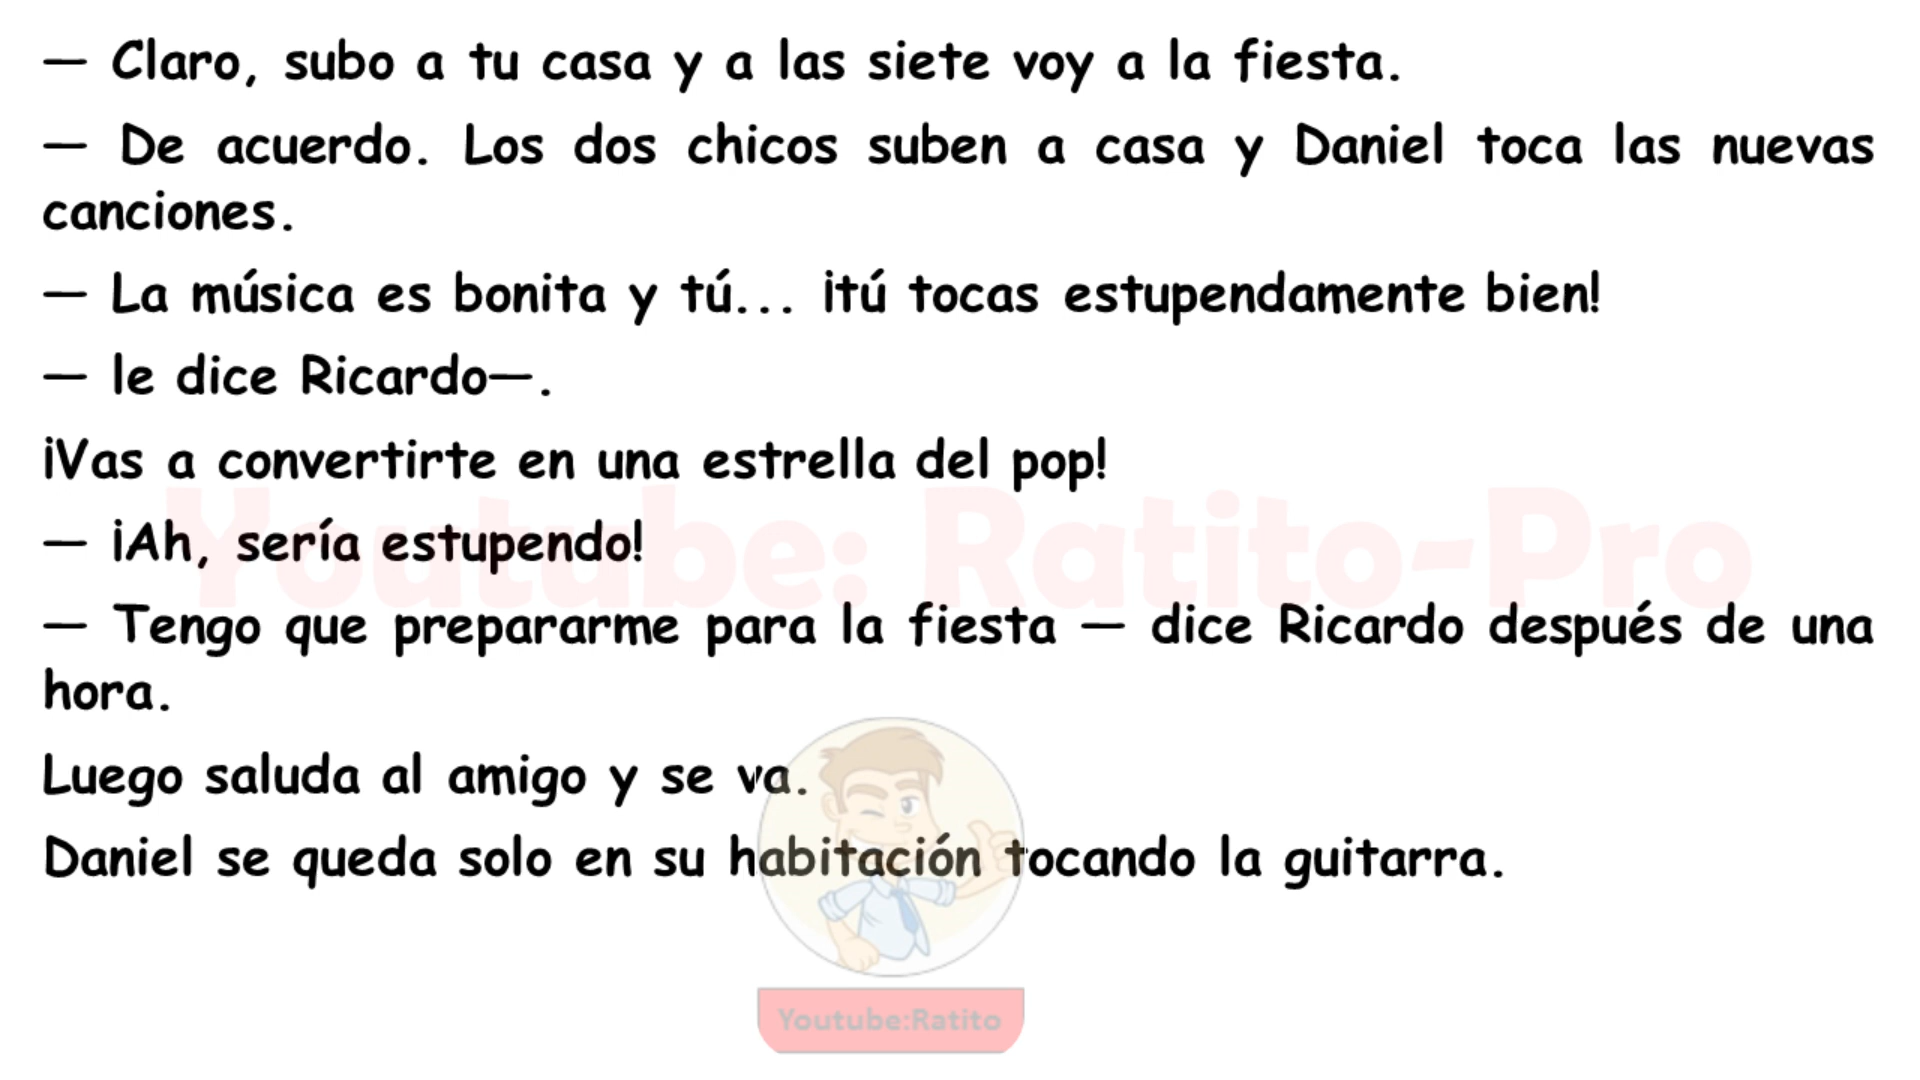 — Claro, subo a tu casa y a las siete voy a la fiesta.
— De acuerdo. Los dos chicos suben a casa y Daniel toca las nuevas
canciones.
— La música es bonita y tú... ¡tú tocas estupendamente bien!
— le dice Ricardo—.
¡Vas a convertirte en una estrella del pop!
Youtube: Ratito-Pro
— ¡Ah, sería estupendo!
— Tengo que prepararme para la fiesta — dice Ricardo después de una
hora.
Luego saluda al amigo y se va.
Daniel se queda solo en su habitación tocando la guitarra.
Youtube:Ratito